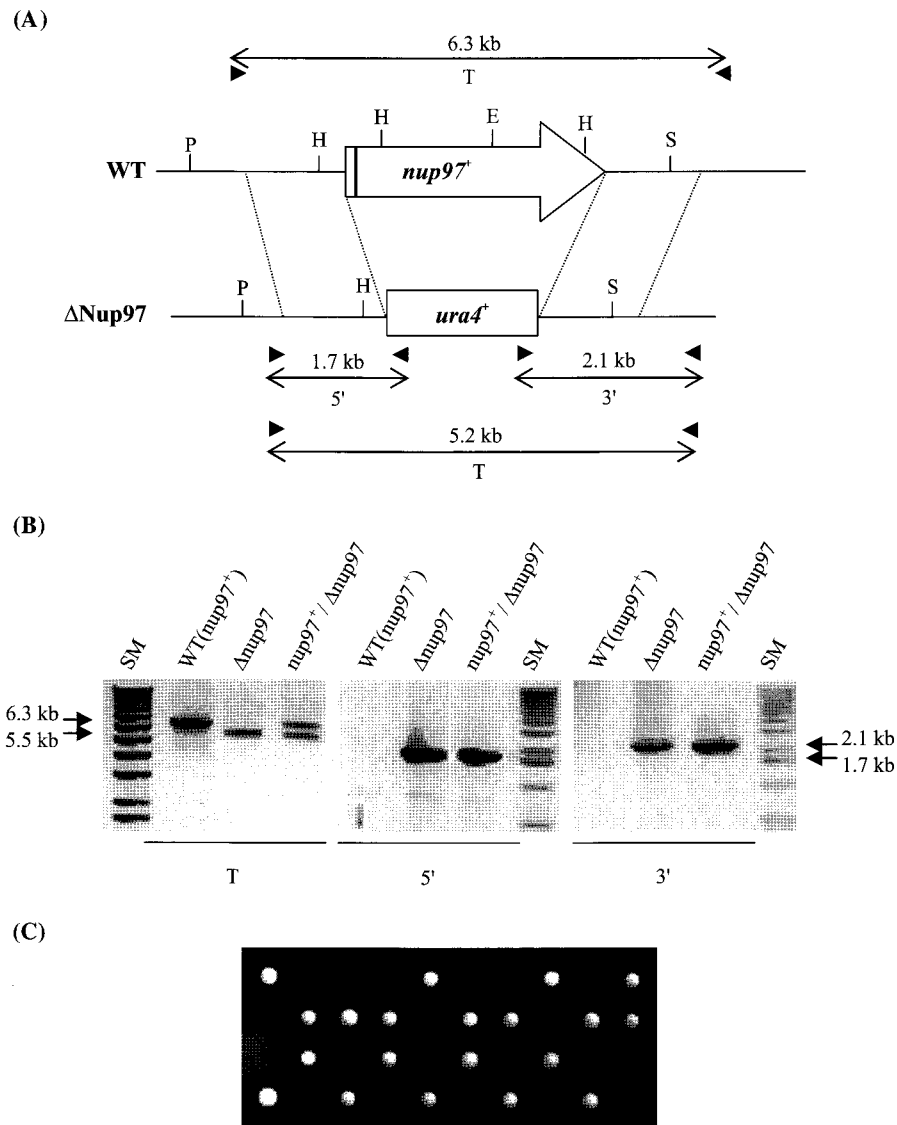 (A)
6.3 kb
T
P H H E H S
WT nup97+
P H S
ΔNup97 ura4+
1.7 kb 2.1 kb
5' 3'
5.2 kb
T
(B)
SM WT(nup97+) Δnup97 nup97+/Δnup97 WT(nup97+) Δnup97 nup97+/Δnup97 SM WT(nup97+) Δnup97 nup97+/Δnup97 SM
6.3 kb
5.5 kb
2.1 kb
1.7 kb
T 5' 3'
(C)